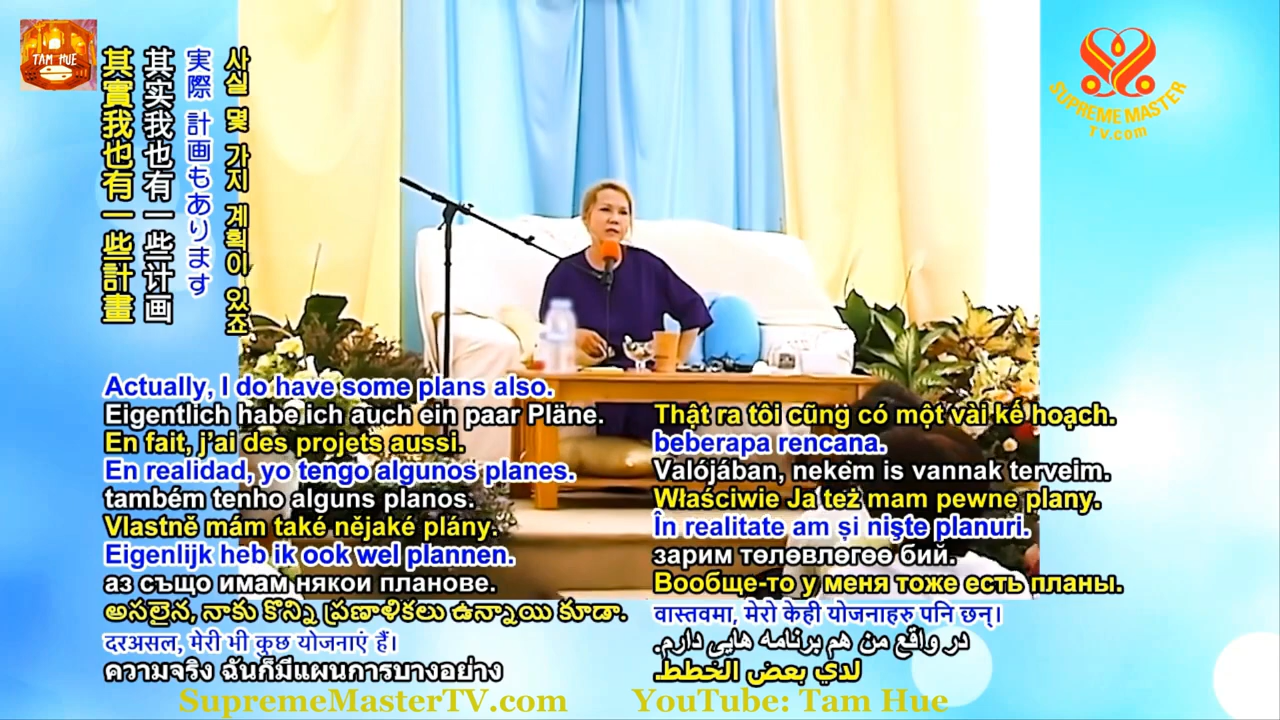 TAM HUE
SUPREME MASTER
TV.com
其實我也有一些計畫
其实我也有一些计画
実際 計画もあります
사실 몇 가지 계획이 있죠
Actually, I do have some plans also.
Eigentlich habe ich auch ein paar Pläne.
En fait, j’ai des projets aussi.
En realidad, yo tengo algunos planes.
também tenho alguns planos.
Vlastně mám také nějaké plány.
Eigenlijk heb ik ook wel plannen.
аз също имам някои планове.
అసలైన, నాకు కొన్ని ప్రణాళికలు ఉన్నాయి కూడా.
दरअसल, मेरी भी कुछ योजनाएं हैं।
ความจริง ฉันก็มีแผนการบางอย่าง
Thật ra tôi cũng có một vài kế hoạch.
beberapa rencana.
Valójában, nekem is vannak terveim.
Właściwie Ja też mam pewne plany.
În realitate am și nişte planuri.
зарим төлөвлөгөө бий.
Вообще-то у меня тоже есть планы.
वास्तवमा, मेरो केही योजनाहरु पनि छन्।
در واقع من هم برنامه هایی دارم.
لدي بعض الخطط.
SupremeMasterTV.com
YouTube: Tam Hue